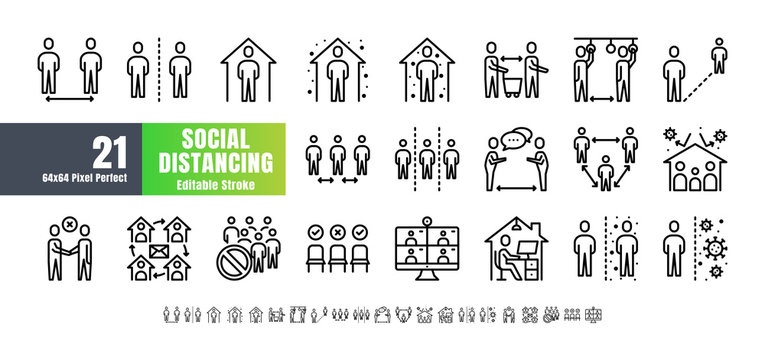 21
64x64 Pixel Perfect
SOCIAL
DISTANCING
Editable Stroke